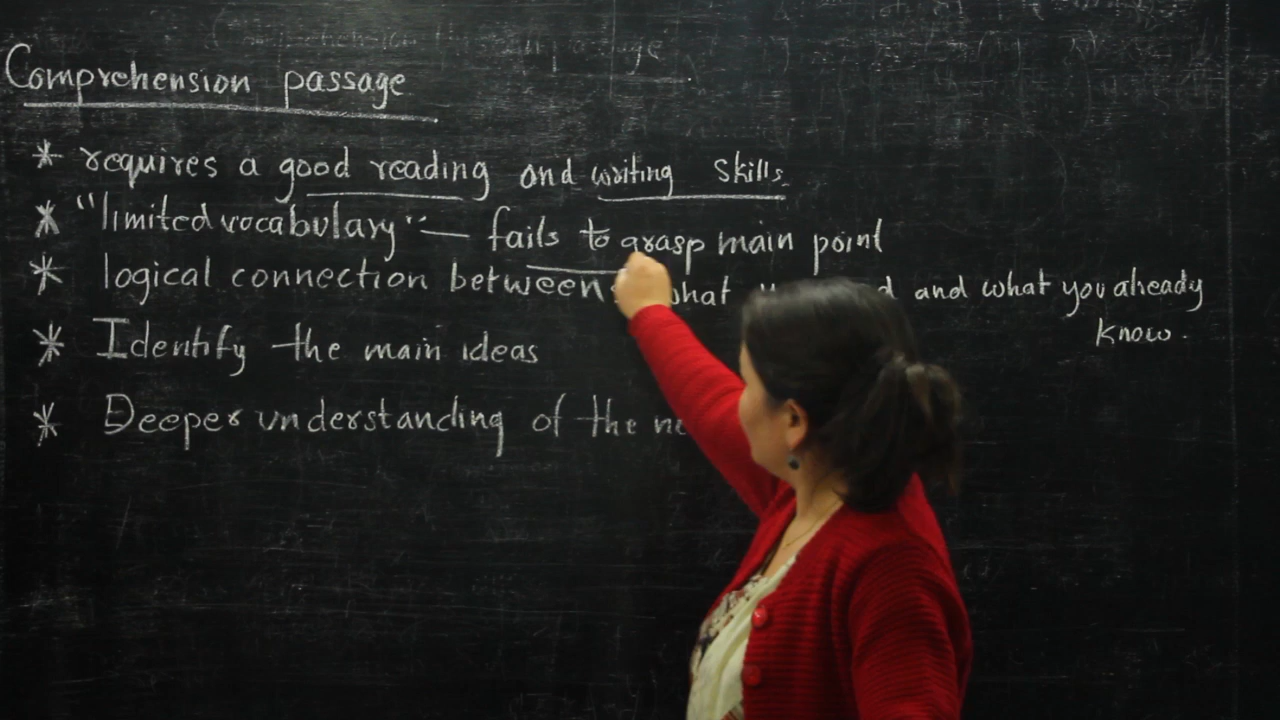 Comprehension passage
* requires a good reading and writing skills.
* "limited vocabulary" — fails to grasp main point
* logical connection between what and what you already
know.
* Identify the main ideas
* Deeper understanding of the